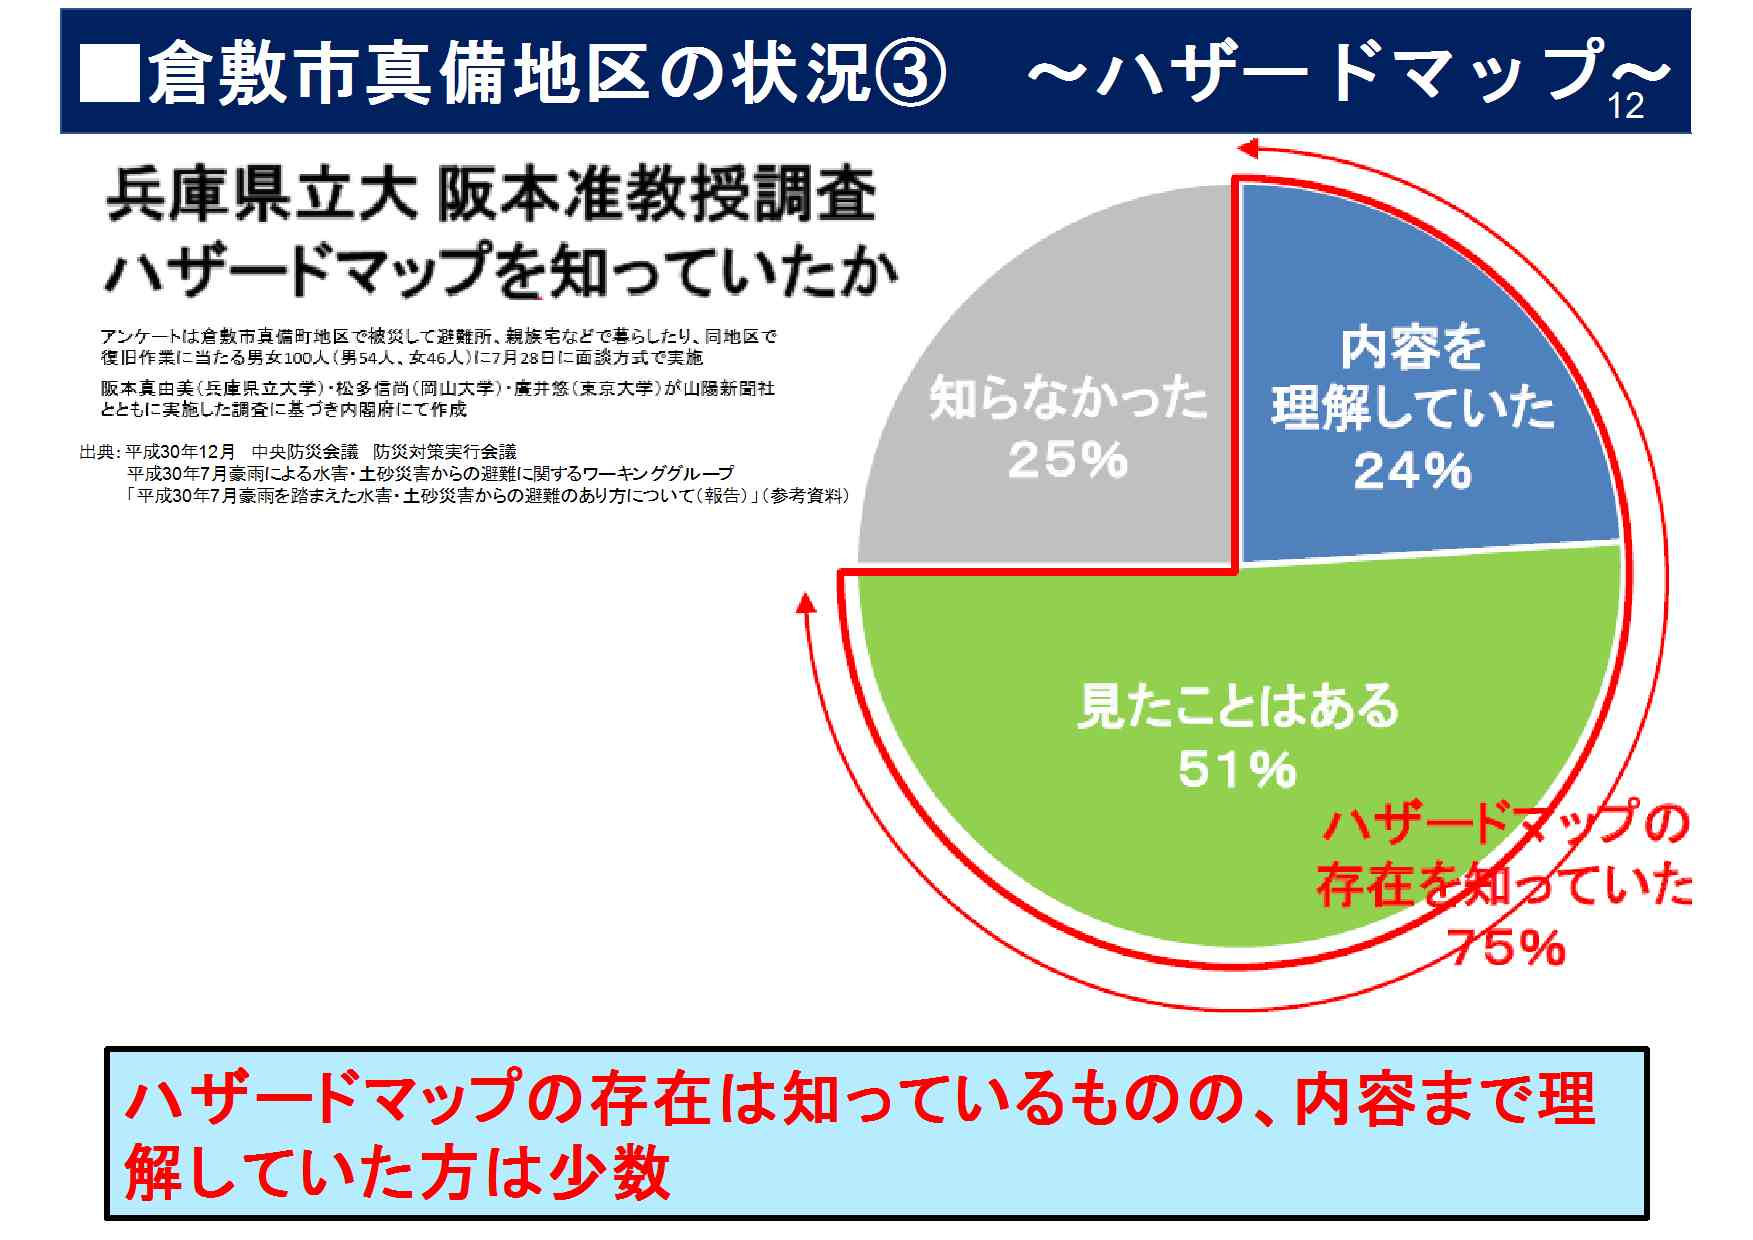 ■倉敷市真備地区の状況③　～ハザードマップ～
12
兵庫県立大 阪本准教授調査
ハザードマップを知っていたか
アンケートは倉敷市真備町地区で被災して避難所、親族宅などで暮らしたり、同地区で
復旧作業に当たる男女100人（男54人、女46人）に7月28日に面談方式で実施
阪本真由美（兵庫県立大学）・松多信尚（岡山大学）・廣井悠（東京大学）が山陽新聞社
とともに実施した調査に基づき内閣府にて作成
出典：平成30年12月　中央防災会議　防災対策実行会議
平成30年7月豪雨による水害・土砂災害からの避難に関するワーキンググループ
「平成30年7月豪雨を踏まえた水害・土砂災害からの避難のあり方について（報告）」（参考資料）
知らなかった
25%
内容を
理解していた
24%
見たことはある
51%
ハザードマップの
存在を知っていた
75%
ハザードマップの存在は知っているものの、内容まで理
解していた方は少数